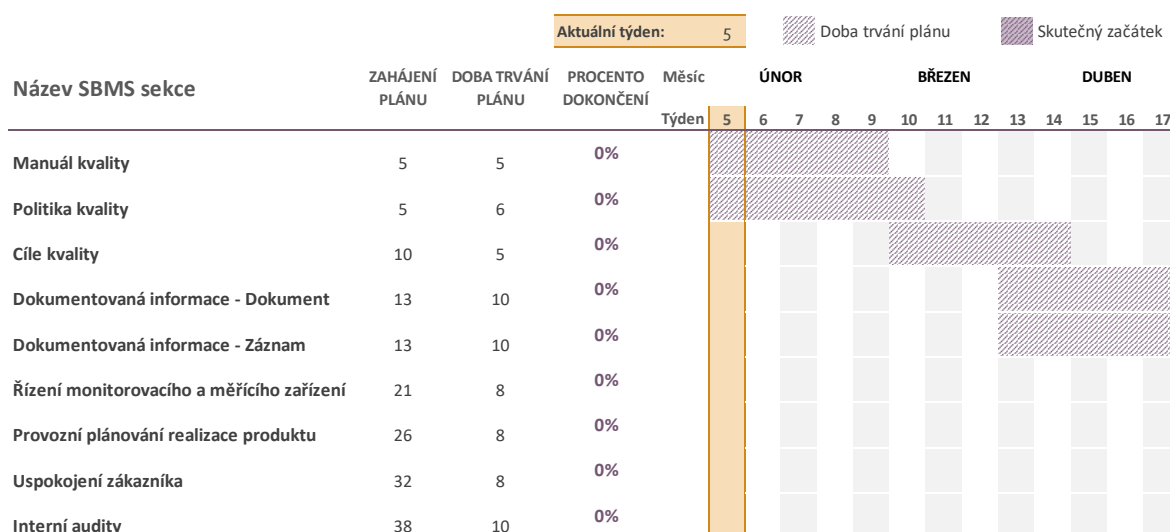 Aktuální týden: 5 Doba trvání plánu Skutečný začátek
Název SBMS sekce ZAHÁJENÍ PLÁNU DOBA TRVÁNÍ PLÁNU PROCENTO DOKONČENÍ Měsíc ÚNOR BŘEZEN DUBEN
Týden 5 6 7 8 9 10 11 12 13 14 15 16 17
Manuál kvality 5 5 0%
Politika kvality 5 6 0%
Cíle kvality 10 5 0%
Dokumentovaná informace - Dokument 13 10 0%
Dokumentovaná informace - Záznam 13 10 0%
Řízení monitorovacího a měřícího zařízení 21 8 0%
Provozní plánování realizace produktu 26 8 0%
Uspokojení zákazníka 32 8 0%
Interní audity 38 10 0%